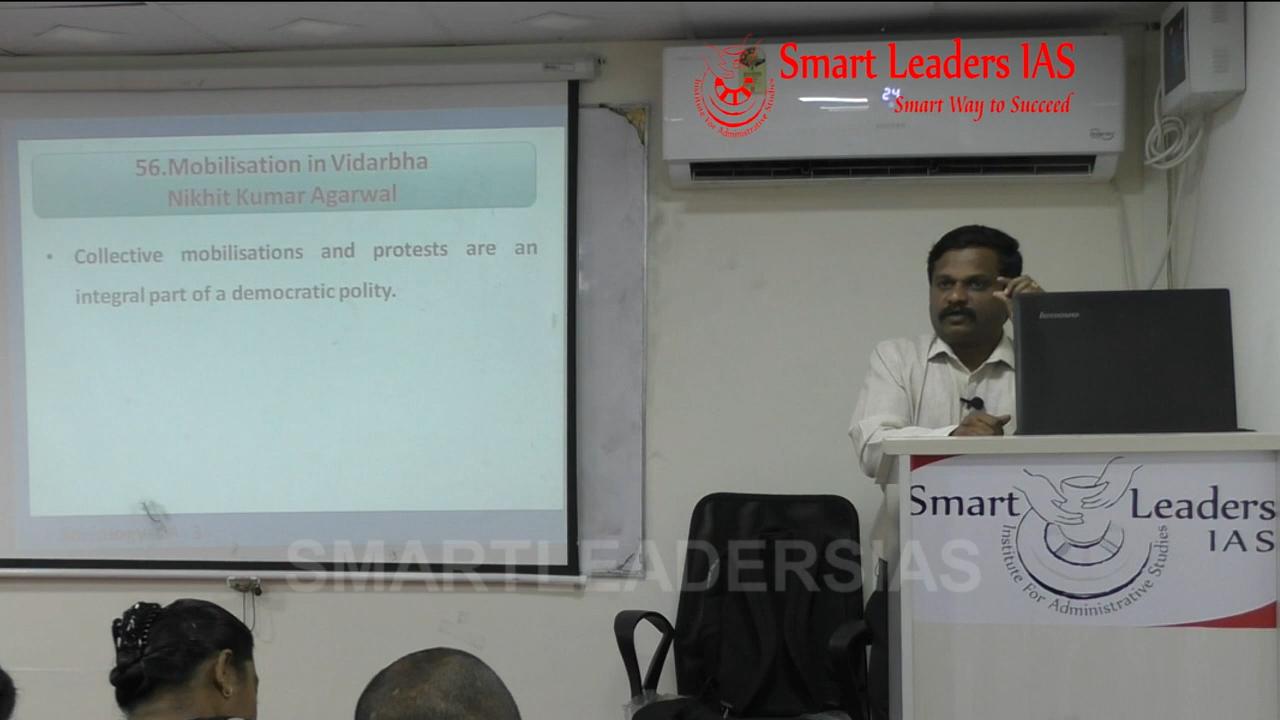 56.Mobilisation in Vidarbha
Nikhit Kumar Agarwal
• Collective mobilisations and protests are an
integral part of a democratic polity.
Smart Leaders IAS
Smart Way to Succeed
Institute For Administrative Studies
24
lenovo
Smart Leaders
IAS
Institute For Administrative Studies
SMARTLEADERSIAS